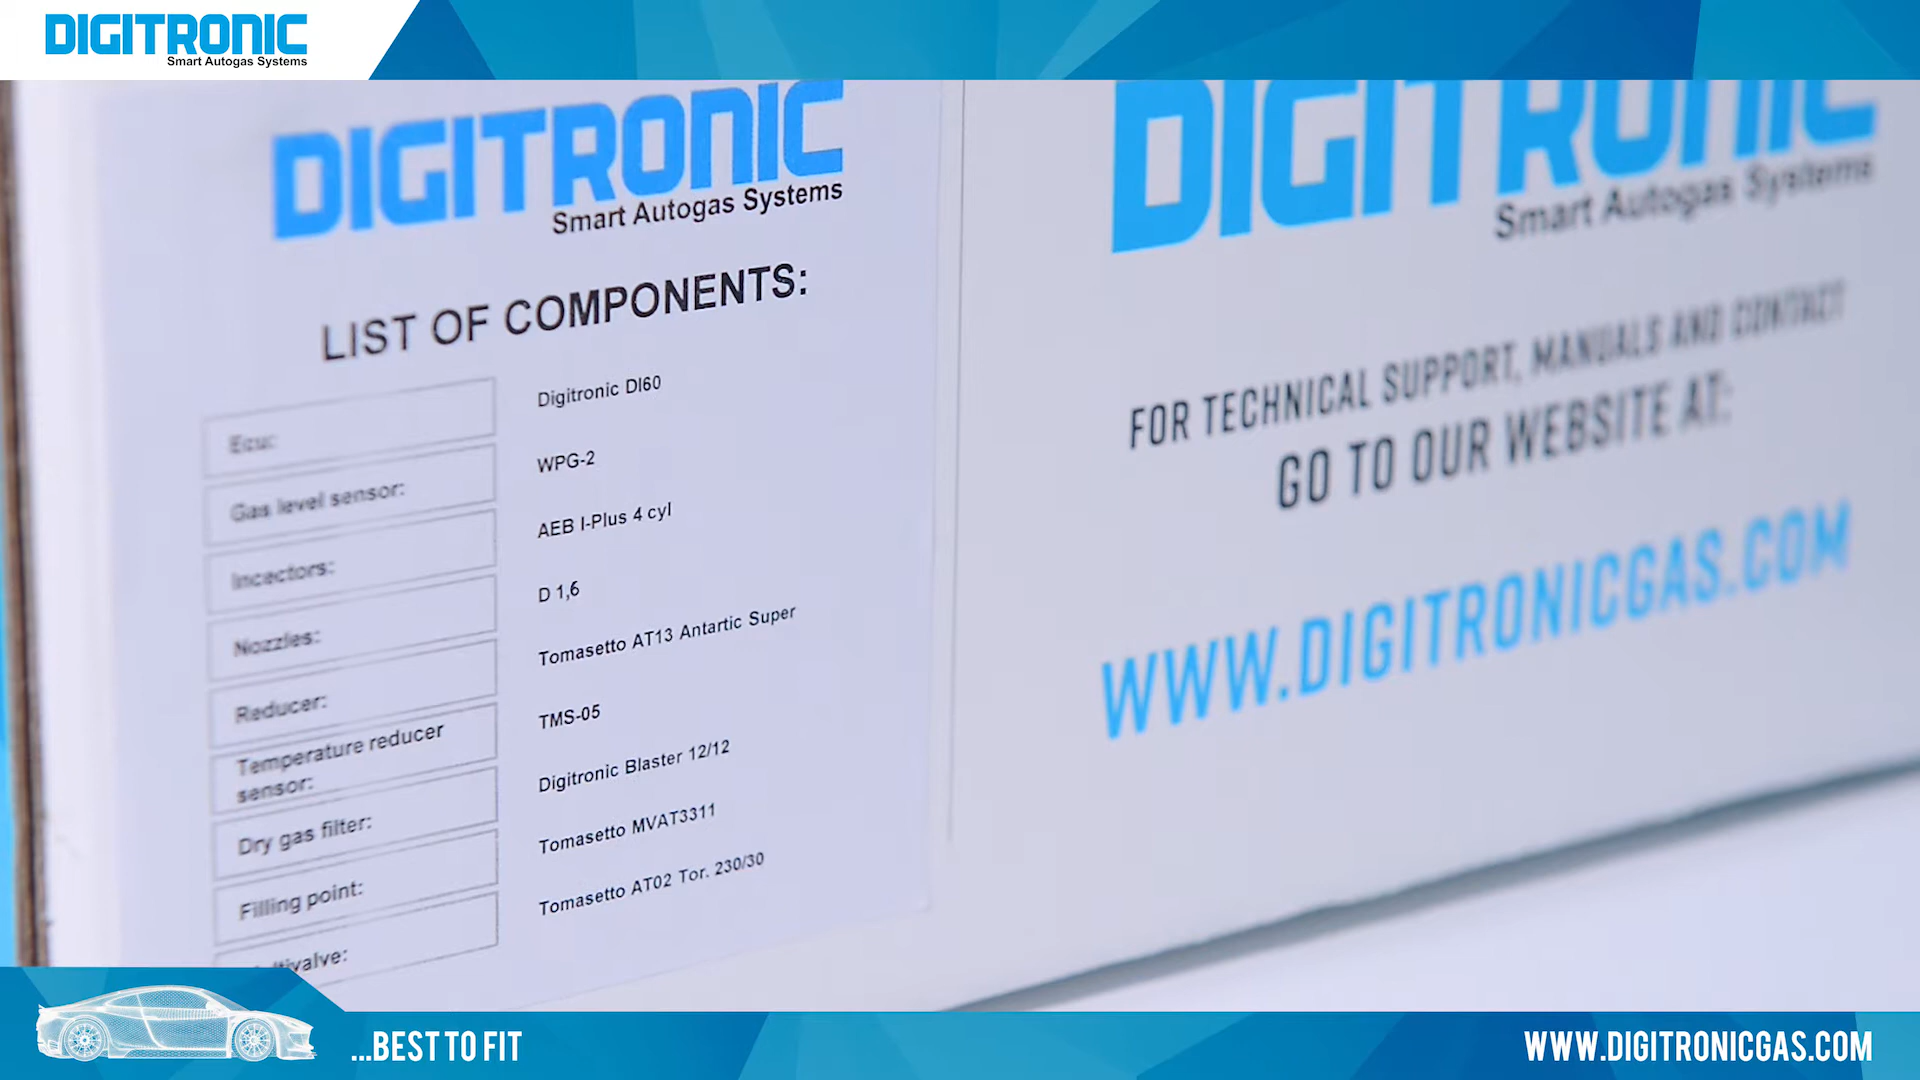 DIGITRONIC
Smart Autogas Systems
DIGITRONIC
Smart Autogas Systems
LIST OF COMPONENTS:
Ecu: Digitronic DI60
Gas level sensor: WPG-2
Incectors: AEB I-Plus 4 cyl
Nozzles: D 1,6
Reducer: Tomasetto AT13 Antartic Super
Temperature reducer
sensor: TMS-05
Dry gas filter: Digitronic Blaster 12/12
Filling point: Tomasetto MVAT3311
Tomasetto AT02 Tor. 230/30
DIGITRONIC
Smart Autogas Systems
FOR TECHNICAL SUPPORT, MANUALS AND CONTACT
GO TO OUR WEBSITE AT:
WWW.DIGITRONICGAS.COM
...BEST TO FIT
WWW.DIGITRONICGAS.COM